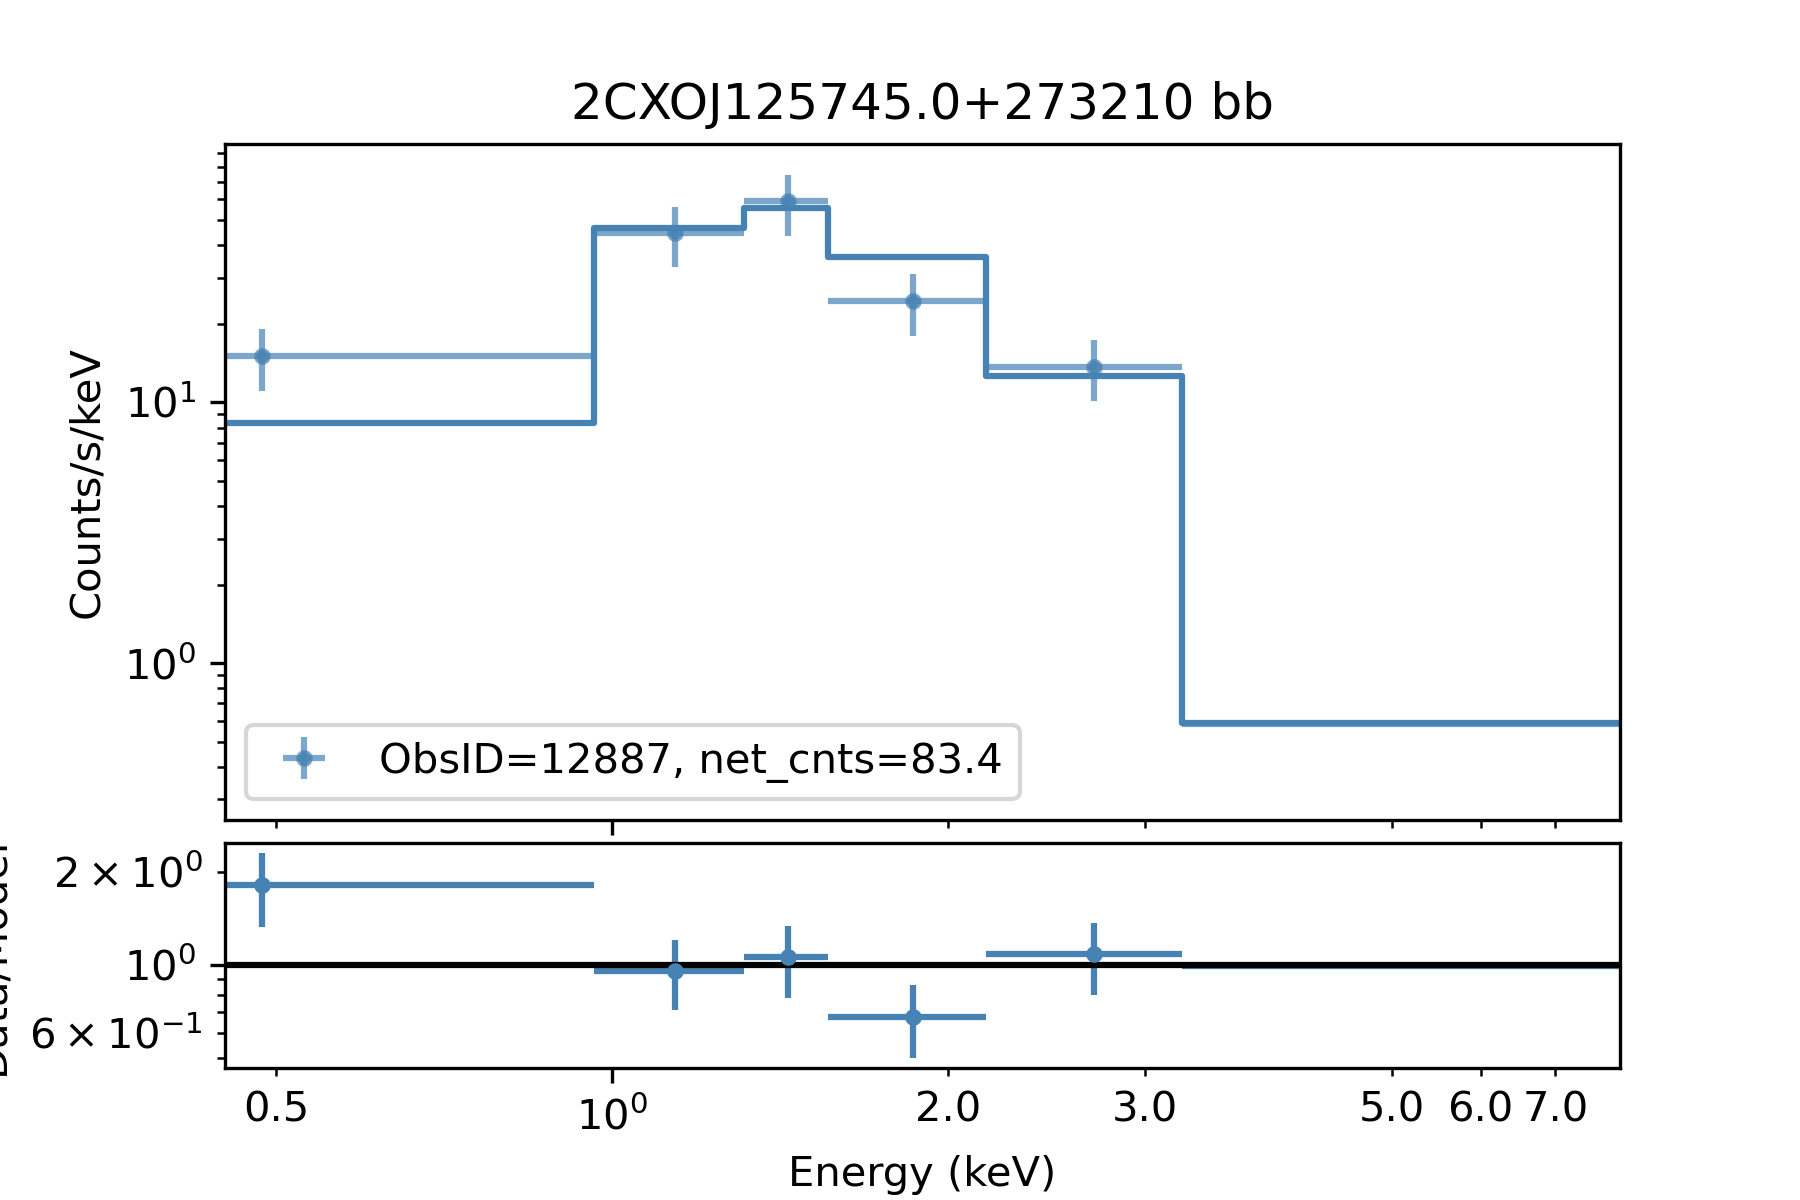 2CXOJ125745.0+273210 bb
Counts/s/keV
10¹
10⁰
ObsID=12887, net_cnts=83.4
2 × 10⁰
10⁰
6 × 10⁻¹
0.5 10⁰ 2.0 3.0 5.0 6.0 7.0
Energy (keV)